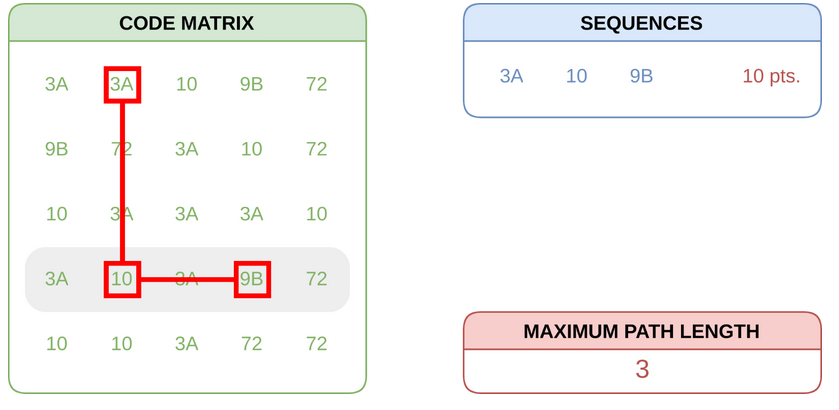 CODE MATRIX
3A 3A 10 9B 72
9B 72 3A 10 72
10 3A 3A 3A 10
3A 10 3A 9B 72
10 10 3A 72 72
SEQUENCES
3A 10 9B 10 pts.
MAXIMUM PATH LENGTH
3